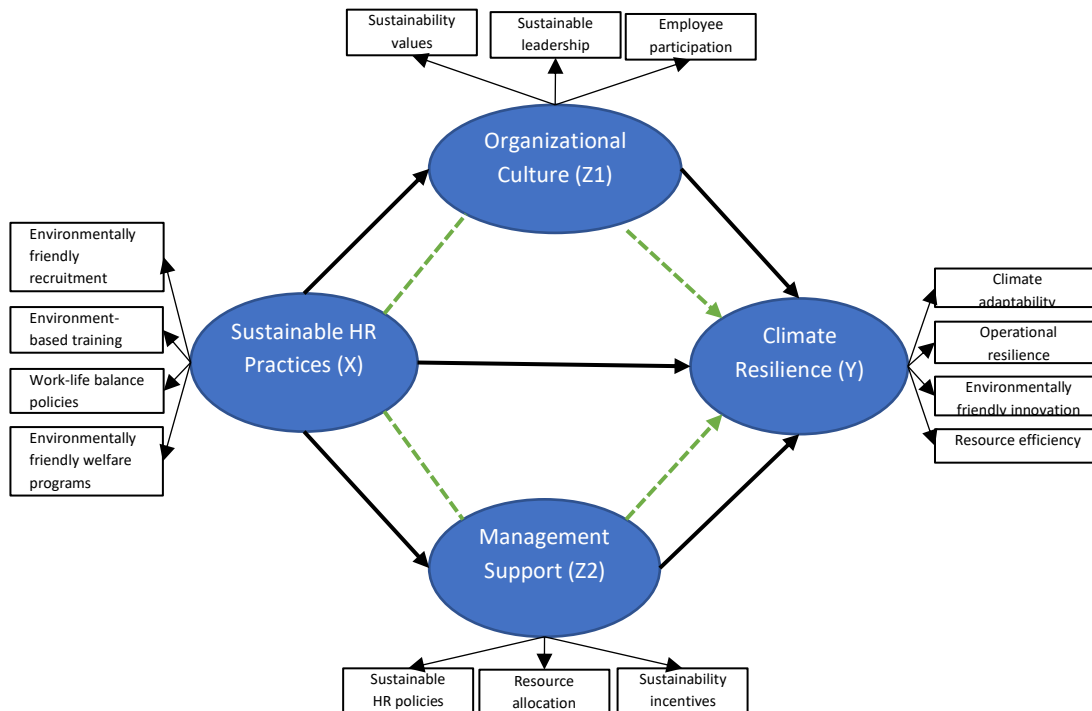 Sustainability
values
Sustainable
leadership
Employee
participation
Organizational
Culture (Z1)
Environmentally
friendly
recruitment
Environment-
based training
Work-life balance
policies
Environmentally
friendly welfare
programs
Sustainable HR
Practices (X)
Climate
Resilience (Y)
Climate
adaptability
Operational
resilience
Environmentally
friendly innovation
Resource efficiency
Management
Support (Z2)
Sustainable
HR policies
Resource
allocation
Sustainability
incentives